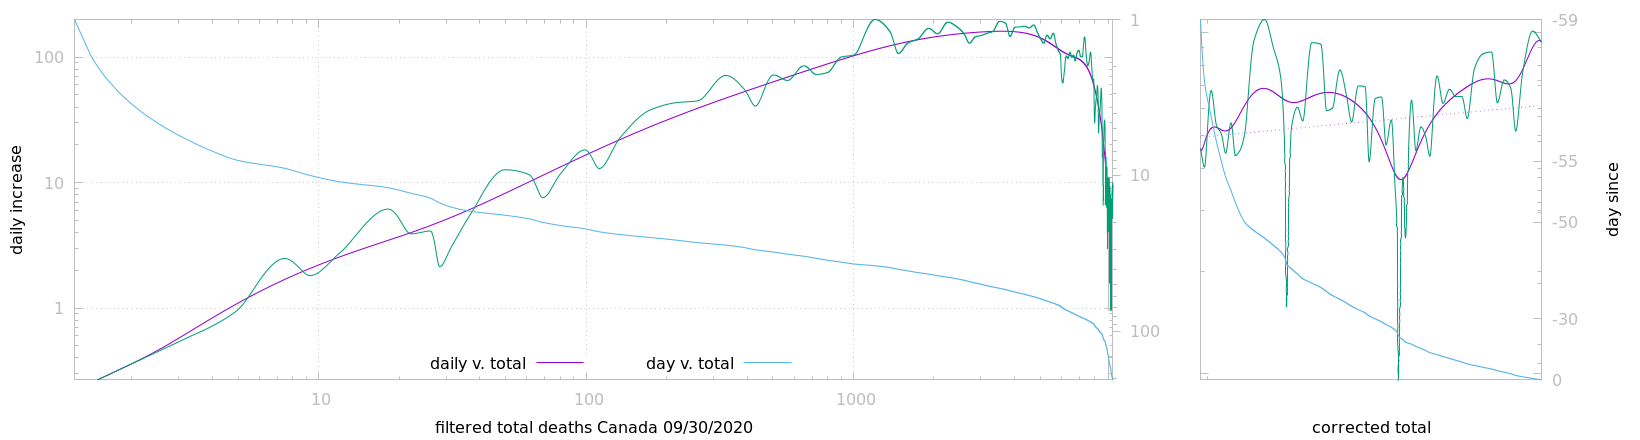 100
10
1
daily increase
daily v. total
day v. total
10
100
1000
filtered total deaths Canada 09/30/2020
1
10
100
-59
-55
-50
-30
0
day since
corrected total